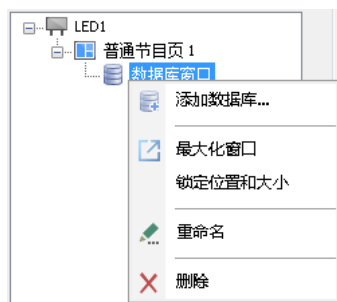 LED1
普通节目页 1
数据库窗口
添加数据库...
最大化窗口
锁定位置和大小
重命名
删除